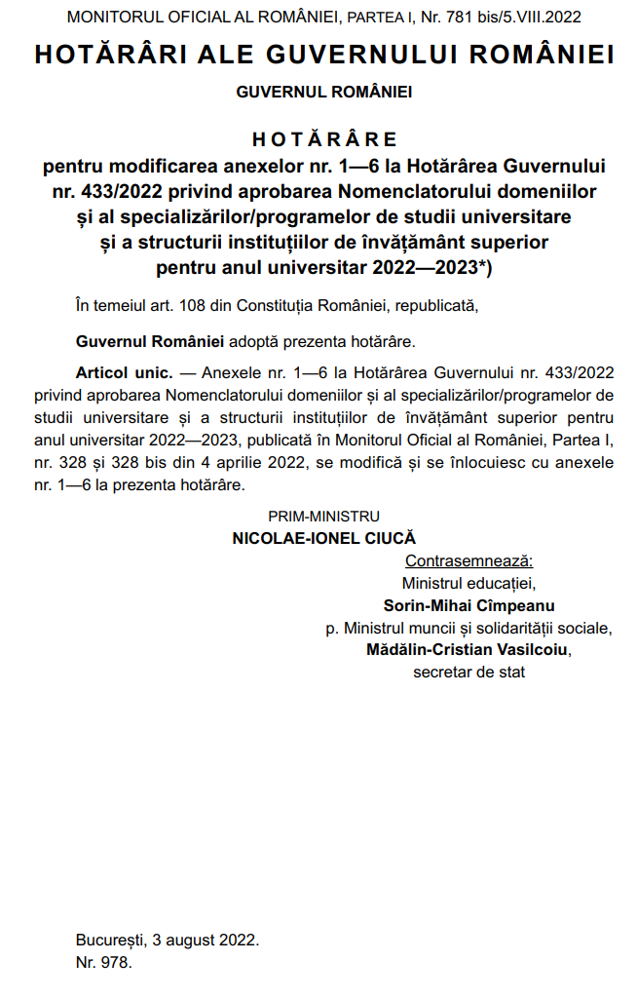 MONITORUL OFICIAL AL ROMÂNIEI, PARTEA I, Nr. 781 bis/5.VIII.2022
HOTĂRÂRI ALE GUVERNULUI ROMÂNIEI
GUVERNUL ROMÂNIEI
HOTĂRÂRE
pentru modificarea anexelor nr. 1—6 la Hotărârea Guvernului
nr. 433/2022 privind aprobarea Nomenclatorului domeniilor
și al specializărilor/programelor de studii universitare
și a structurii instituțiilor de învățământ superior
pentru anul universitar 2022—2023*)
În temeiul art. 108 din Constituția României, republicată,
Guvernul României adoptă prezenta hotărâre.
Articol unic. — Anexele nr. 1—6 la Hotărârea Guvernului nr. 433/2022
privind aprobarea Nomenclatorului domeniilor și al specializărilor/programelor de
studii universitare și a structurii instituțiilor de învățământ superior pentru
anul universitar 2022—2023, publicată în Monitorul Oficial al României, Partea I,
nr. 328 și 328 bis din 4 aprilie 2022, se modifică și se înlocuiesc cu anexele
nr. 1—6 la prezenta hotărâre.
PRIM-MINISTRU
NICOLAE-IONEL CIUCĂ
Contrasemnează:
Ministrul educației,
Sorin-Mihai Cîmpeanu
p. Ministrul muncii și solidarității sociale,
Mădălin-Cristian Vasilcoiu,
secretar de stat
București, 3 august 2022.
Nr. 978.